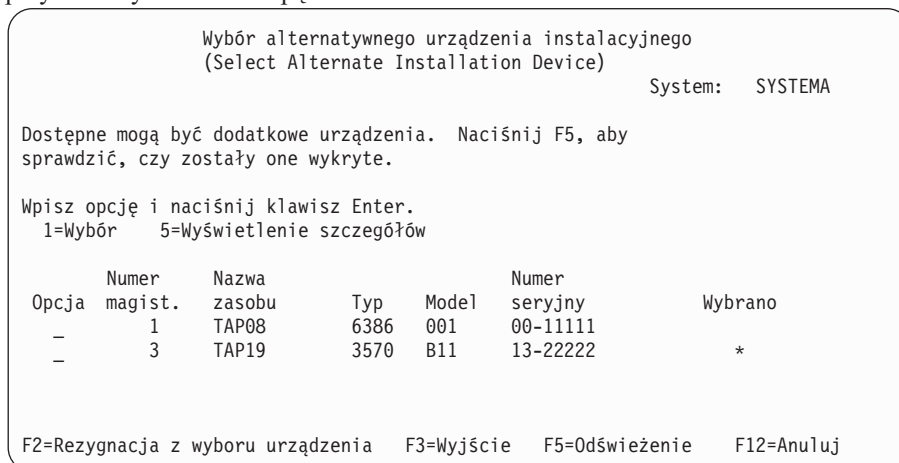 Wybór alternatywnego urządzenia instalacyjnego
(Select Alternate Installation Device)
System: SYSTEMA
Dostępne mogą być dodatkowe urządzenia. Naciśnij F5, aby
sprawdzić, czy zostały one wykryte.
Wpisz opcję i naciśnij klawisz Enter.
1=Wybór 5=Wyświetlenie szczegółów
Numer Nazwa Numer
Opcja magist. zasobu Typ Model seryjny Wybrano
_ 1 TAP08 6386 001 00-11111
_ 3 TAP19 3570 B11 13-22222 *
F2=Rezygnacja z wyboru urządzenia F3=Wyjście F5=Odświeżenie F12=Anuluj